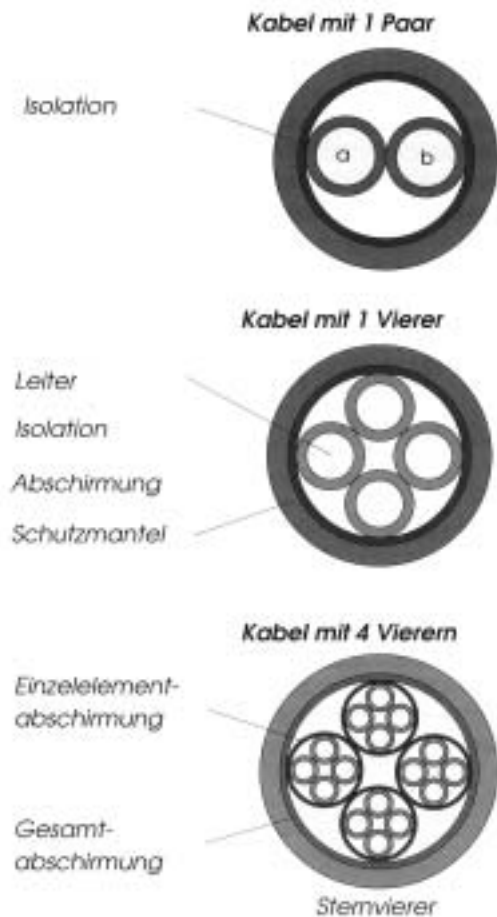 Kabel mit 1 Paar
Isolation
a
b
Kabel mit 1 Vierer
Leiter
Isolation
Abschirmung
Schutzmantel
Kabel mit 4 Vierern
Einzelelement-
abschirmung
Gesamt-
abschirmung
Sternvierer